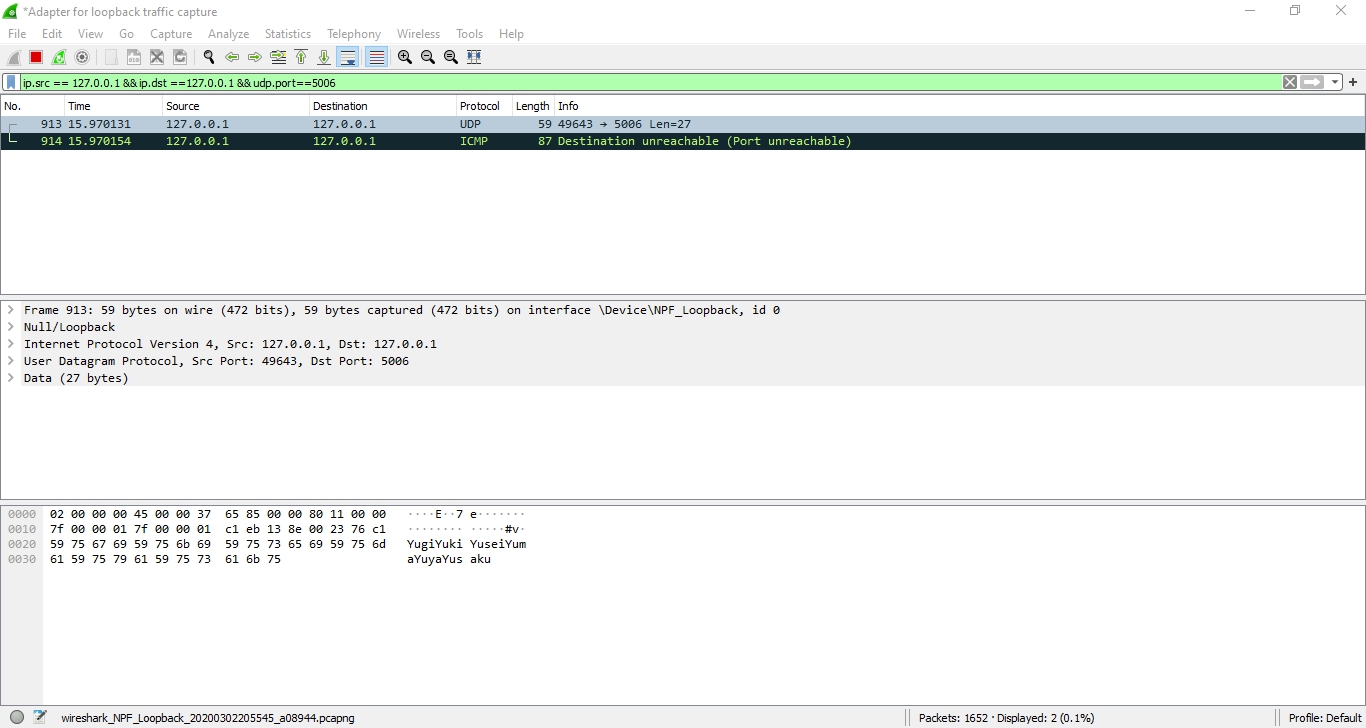 *Adapter for loopback traffic capture
File Edit View Go Capture Analyze Statistics Telephony Wireless Tools Help
ip.src == 127.0.0.1 && ip.dst ==127.0.0.1 && udp.port==5006
No. Time Source Destination Protocol Length Info
913 15.970131 127.0.0.1 127.0.0.1 UDP 59 49643 → 5006 Len=27
914 15.970154 127.0.0.1 127.0.0.1 ICMP 87 Destination unreachable (Port unreachable)
> Frame 913: 59 bytes on wire (472 bits), 59 bytes captured (472 bits) on interface \Device\NPF_Loopback, id 0
> Null/Loopback
> Internet Protocol Version 4, Src: 127.0.0.1, Dst: 127.0.0.1
> User Datagram Protocol, Src Port: 49643, Dst Port: 5006
> Data (27 bytes)
0000 02 00 00 00 45 00 00 37 65 85 00 00 80 11 00 00 ····E··7 e·······
0010 7f 00 00 01 7f 00 00 01 c1 eb 13 8e 00 23 76 c1 ········ ·····#v·
0020 59 75 67 69 59 75 6b 69 59 75 73 65 69 59 75 6d YugiYuki YuseiYum
0030 61 59 75 79 61 59 75 73 61 6b 75 aYuyaYus aku
wireshark_NPF_Loopback_20200302205545_a08944.pcapng Packets: 1652 · Displayed: 2 (0.1%) Profile: Default